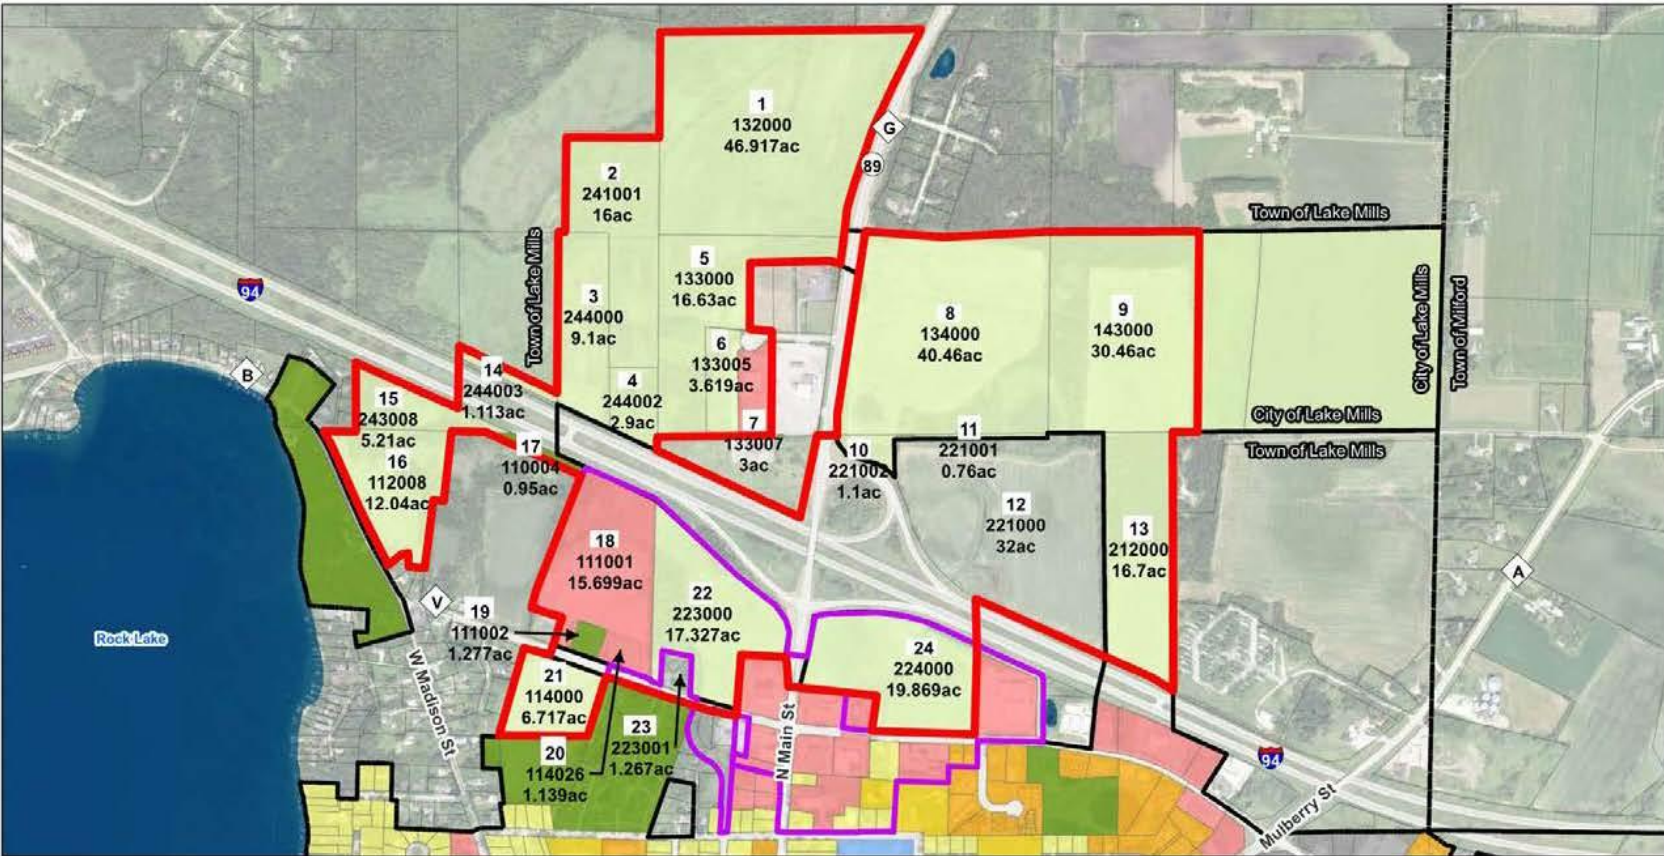 1
132000
46.917ac
G
89
2
241001
16ac
Town of Lake Mills
Town of Lake Mills
5
133000
16.63ac
94
3
244000
9.1ac
8
134000
40.46ac
9
143000
30.46ac
City of Lake Mills
Town of Milford
6
133005
3.619ac
B
14
244003
1.113ac
4
244002
2.9ac
15
243008
5.21ac
7
133007
3ac
City of Lake Mills
Town of Lake Mills
10
221002
1.1ac
11
221001
0.76ac
17
110004
0.95ac
16
112008
12.04ac
12
221000
32ac
13
212000
16.7ac
18
111001
15.699ac
A
V
22
223000
17.327ac
19
111002
1.277ac
Rock Lake
24
224000
19.869ac
21
114000
6.717ac
W Madison St
23
223001
1.267ac
20
114026
1.139ac
N Main St
94
Mulberry St